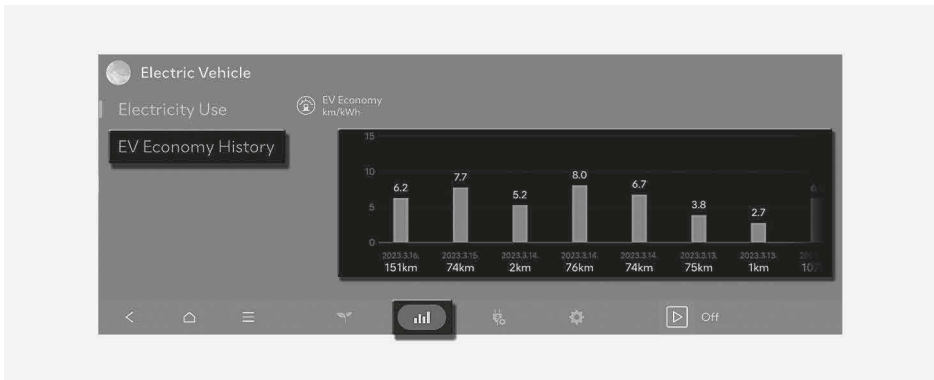 Electric Vehicle
Electricity Use
EV Economy
km/kWh
EV Economy History
15
10
5
0
6.2 7.7 5.2 8.0 6.7 3.8 2.7
2023.3.16. 2023.3.15. 2023.3.14. 2023.3.14. 2023.3.14. 2023.3.13. 2023.3.13.
151km 74km 2km 76km 74km 75km 1km
Off